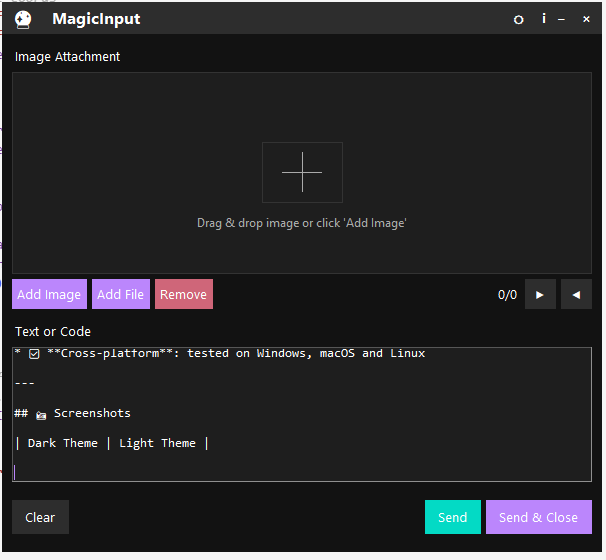 MagicInput
i
Image Attachment
Drag & drop image or click 'Add Image'
Add Image Add File Remove 0/0
Text or Code
* ☑ **Cross-platform**: tested on Windows, macOS and Linux
---
## 📸 Screenshots
| Dark Theme | Light Theme |
Clear Send Send & Close